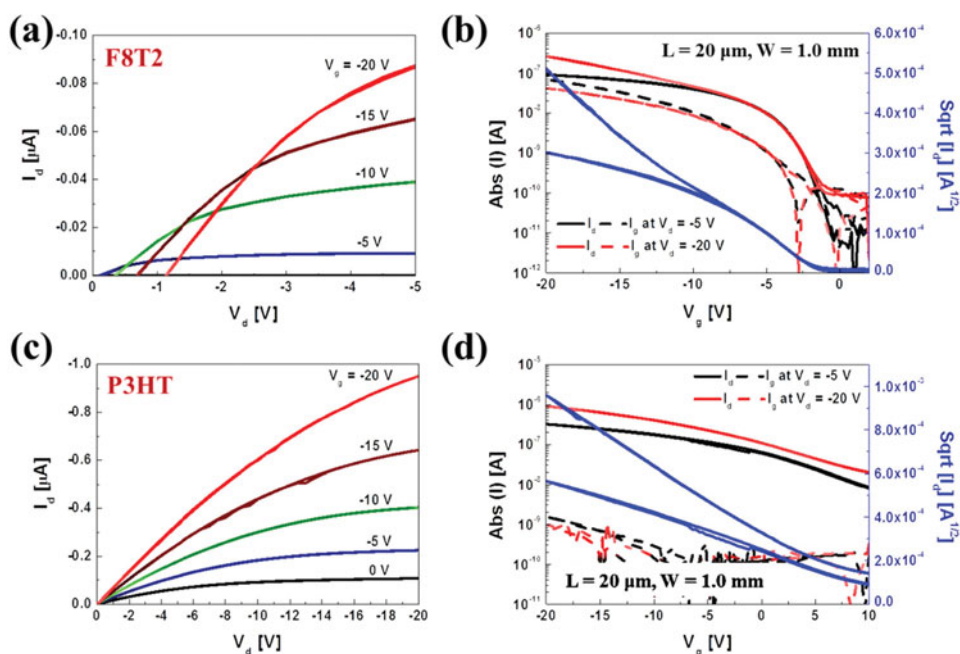 (a)
F8T2
V_g = -20 V
-15 V
-10 V
-5 V
-0.10
-0.08
-0.06
-0.04
-0.02
0.00
I_d [μA]
0 -1 -2 -3 -4 -5
V_d [V]
(b)
L = 20 μm, W = 1.0 mm
10⁻⁵
10⁻⁶
10⁻⁷
10⁻⁸
10⁻⁹
10⁻¹⁰
10⁻¹¹
10⁻¹²
Abs (I) [A]
I_d I_g at V_d = -5 V
I_d I_g at V_d = -20 V
6.0x10⁻⁴
5.0x10⁻⁴
4.0x10⁻⁴
3.0x10⁻⁴
2.0x10⁻⁴
1.0x10⁻⁴
0.0
Sqrt [I_d] [A^1/2]
-20 -15 -10 -5 0
V_g [V]
(c)
P3HT
V_g = -20 V
-15 V
-10 V
-5 V
0 V
-1.0
-0.8
-0.6
-0.4
-0.2
0.0
I_d [μA]
0 -2 -4 -6 -8 -10 -12 -14 -16 -18 -20
V_d [V]
(d)
I_d I_g at V_d = -5 V
I_d I_g at V_d = -20 V
10⁻⁵
10⁻⁶
10⁻⁷
10⁻⁸
10⁻⁹
10⁻¹⁰
10⁻¹¹
Abs (I) [A]
L = 20 μm, W = 1.0 mm
8.0x10⁻⁴
6.0x10⁻⁴
4.0x10⁻⁴
2.0x10⁻⁴
0.0
Sqrt [I_d] [A^1/2]
-20 -15 -10 -5 0 5 10
V_g [V]